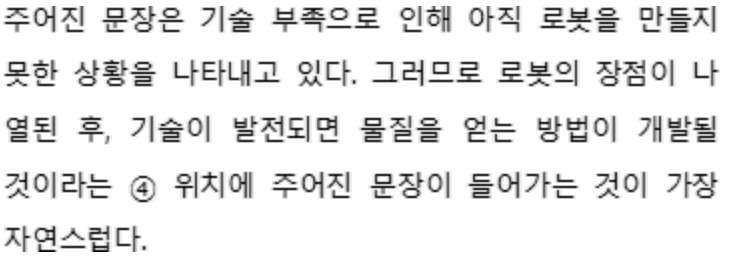 주어진 문장은 기술 부족으로 인해 아직 로봇을 만들지
못한 상황을 나타내고 있다. 그러므로 로봇의 장점이 나
열된 후, 기술이 발전되면 물질을 얻는 방법이 개발될
것이라는 ④ 위치에 주어진 문장이 들어가는 것이 가장
자연스럽다.